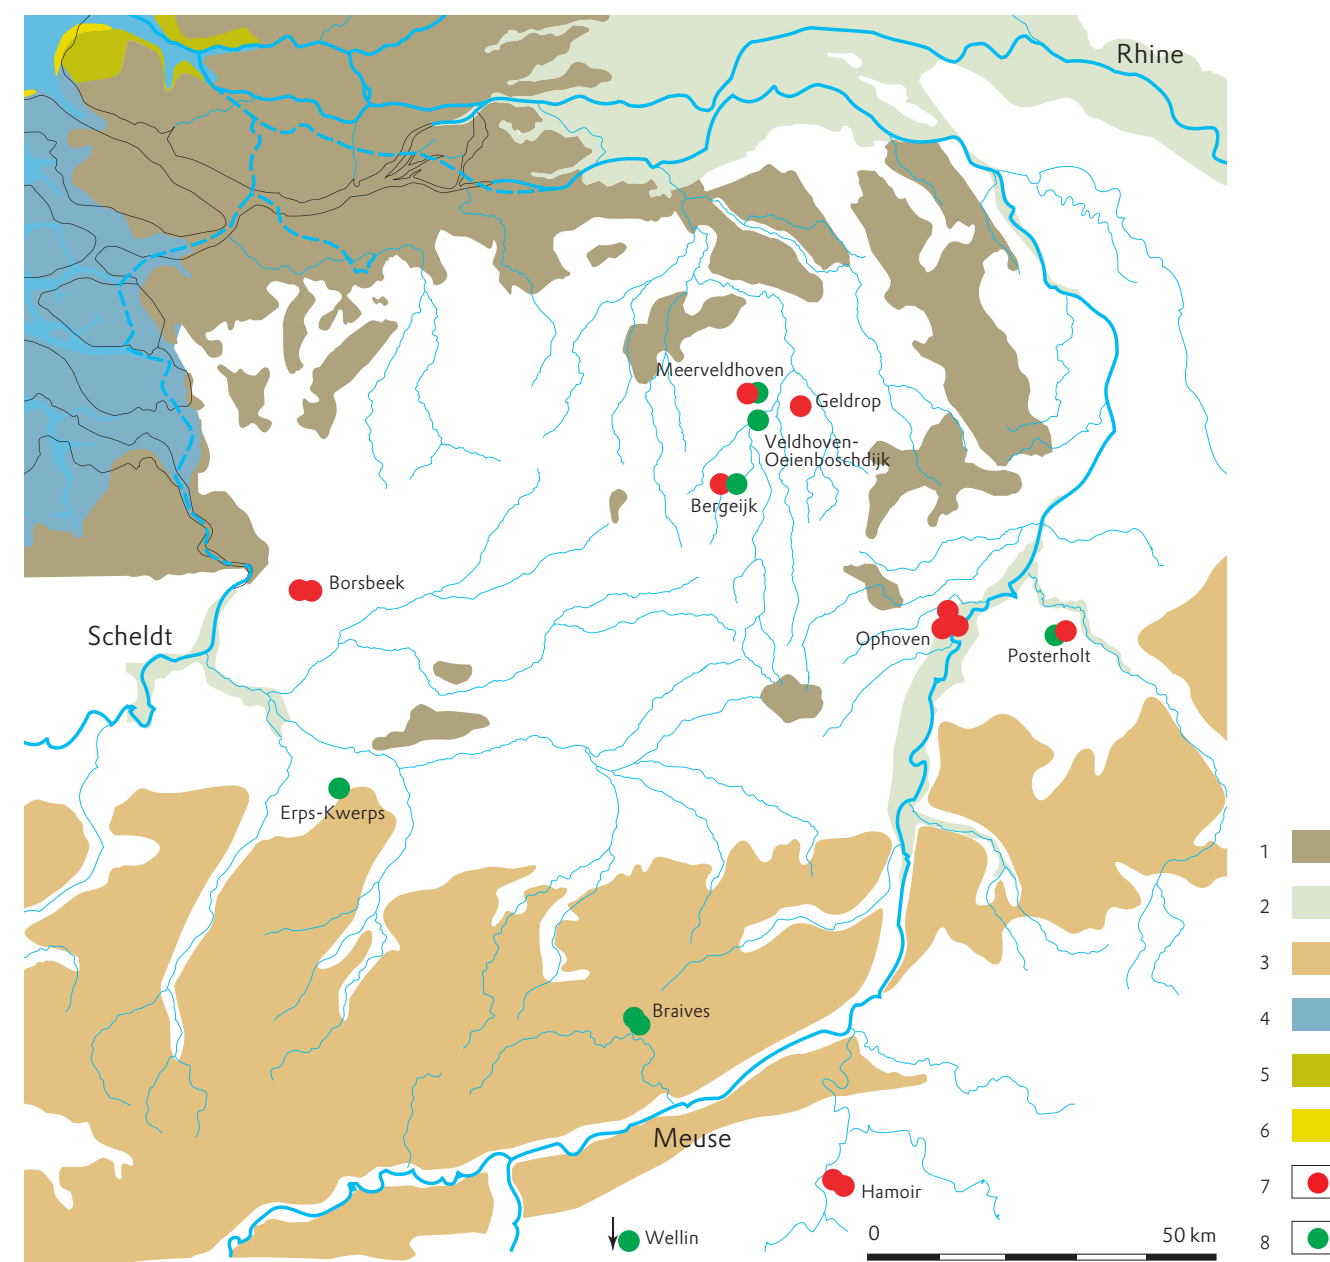 Rhine
Meerveldhoven
Geldrop
Veldhoven-
Oeienboschdijk
Bergeijk
Borsbeek
Scheldt
Ophoven
Posterholt
Erps-Kwerps
1
2
3
4
5
6
7
8
Braives
Meuse
Hamoir
Wellin
0 50 km